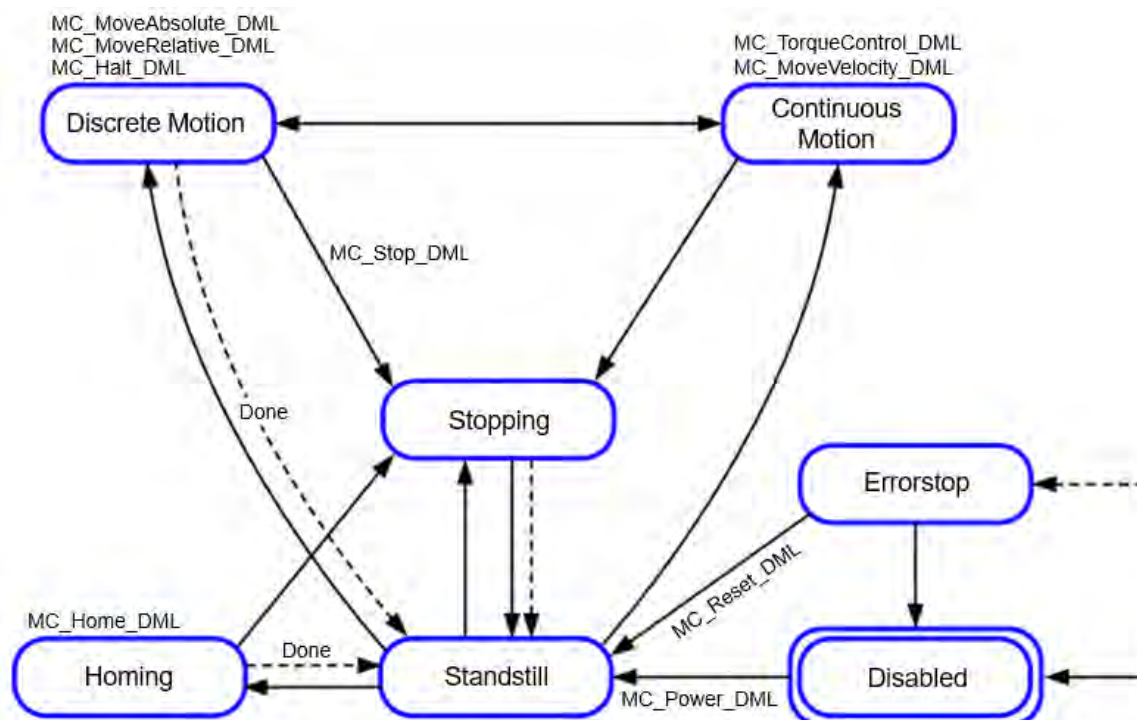 MC_MoveAbsolute_DML
MC_MoveRelative_DML
MC_Halt_DML
Discrete Motion
MC_TorqueControl_DML
MC_MoveVelocity_DML
Continuous
Motion
MC_Stop_DML
Done
Stopping
Errorstop
MC_Reset_DML
MC_Home_DML
Homing
Done
Standstill
MC_Power_DML
Disabled